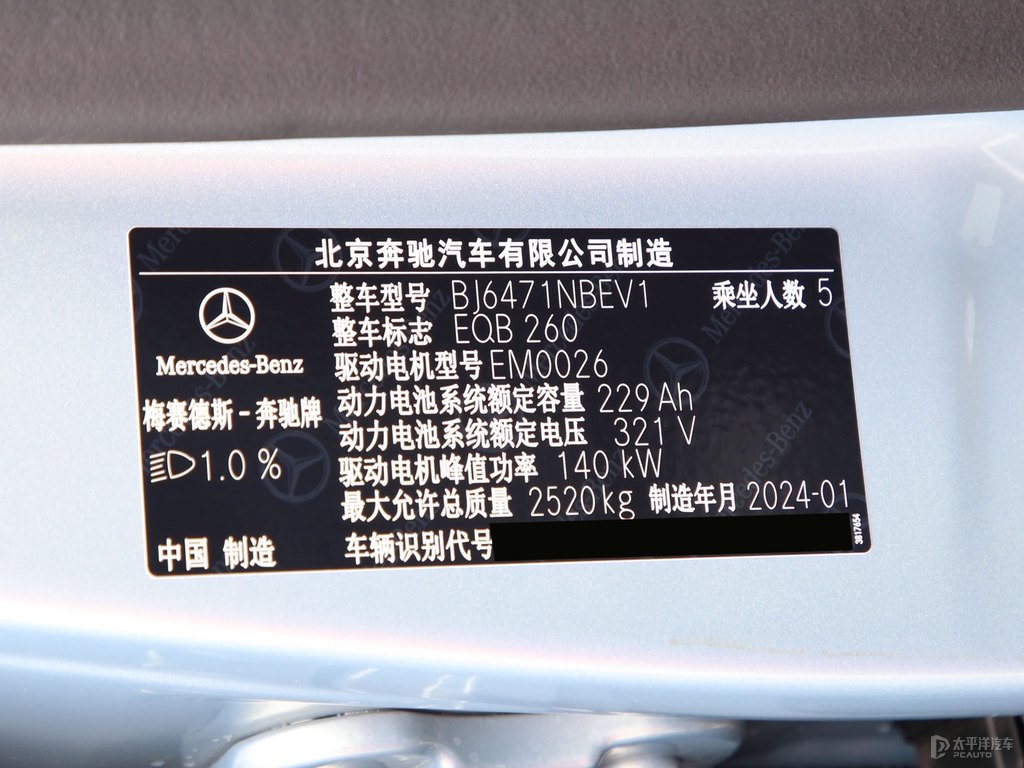 北京奔驰汽车有限公司制造
整车型号 BJ6471NBEV1 乘坐人数 5
整车标志 EQB 260
Mercedes-Benz
驱动电机型号 EM0026
梅赛德斯-奔驰牌
动力电池系统额定容量 229 Ah
动力电池系统额定电压 321 V
1.0 %
驱动电机峰值功率 140 kW
最大允许总质量 2520 kg 制造年月 2024-01
中国 制造
车辆识别代号
3817654
太平洋汽车
PCAUTO